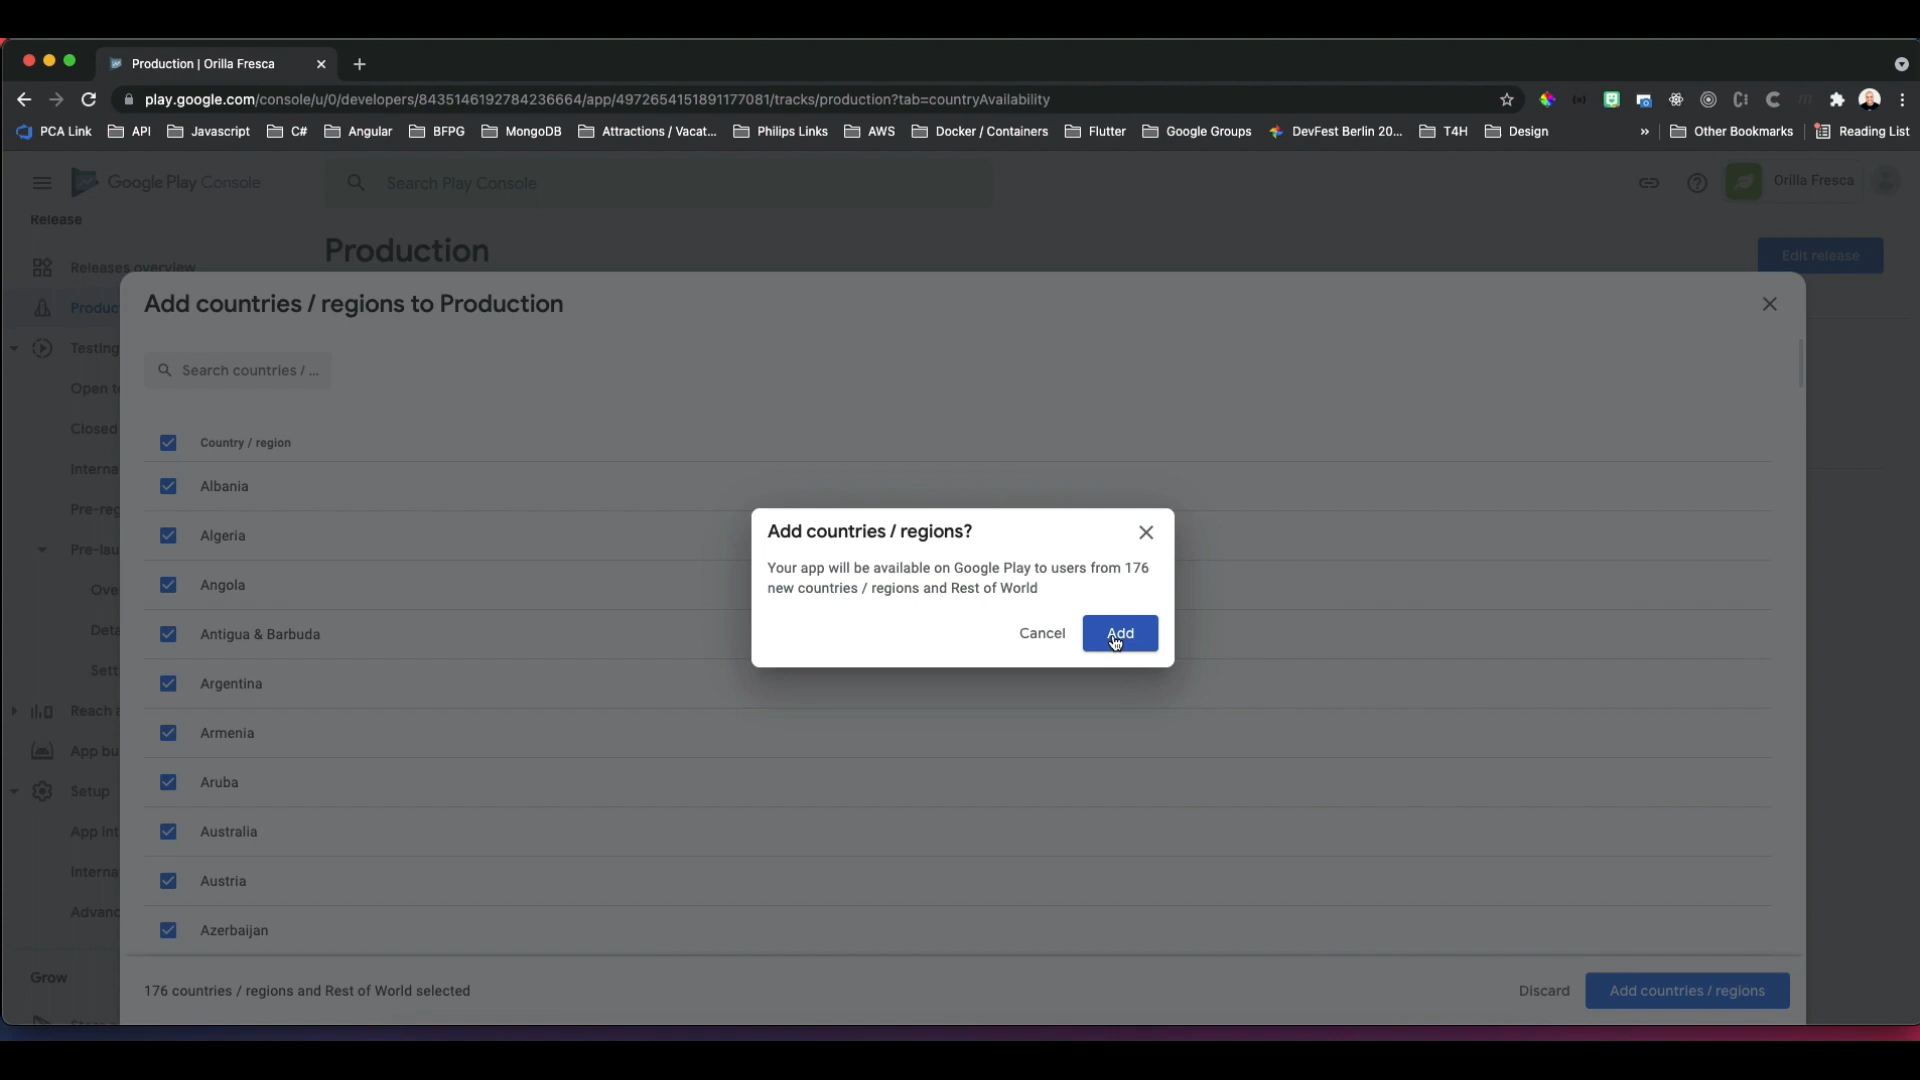 Production | Orilla Fresca
play.google.com/console/u/0/developers/8435146192784236664/app/4972654151891177081/tracks/production?tab=countryAvailability
PCA Link API Javascript C# Angular BFPG MongoDB Attractions / Vacat... Philips Links AWS Docker / Containers Flutter Google Groups DevFest Berlin 20... T4H Design » Other Bookmarks Reading List
Google Play Console
Search Play Console
Orilla Fresca
Release
Production
Edit release
Releases overview
Produc
Testing
Open te
Closed
Interna
Pre-reg
Pre-lau
Ove
Deta
Sett
Reach a
App bu
Setup
App int
Interna
Advanc
Grow
Add countries / regions to Production
Search countries / ...
Country / region
Albania
Algeria
Angola
Antigua & Barbuda
Argentina
Armenia
Aruba
Australia
Austria
Azerbaijan
Add countries / regions?
Your app will be available on Google Play to users from 176
new countries / regions and Rest of World
Cancel Add
176 countries / regions and Rest of World selected
Discard Add countries / regions